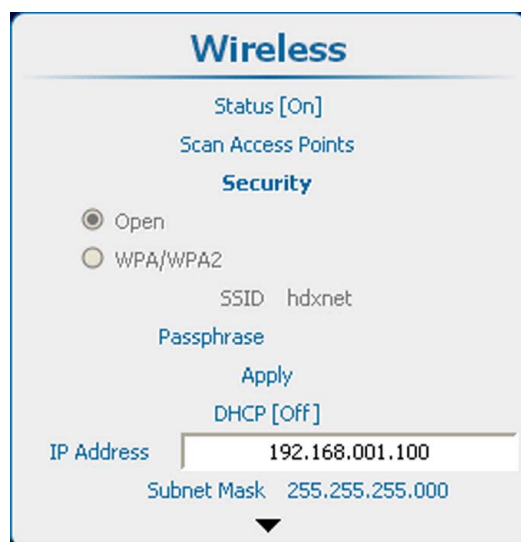 Wireless
Status [On]
Scan Access Points
Security
Open
WPA/WPA2
SSID hdxnet
Passphrase
Apply
DHCP [Off]
IP Address 192.168.001.100
Subnet Mask 255.255.255.000